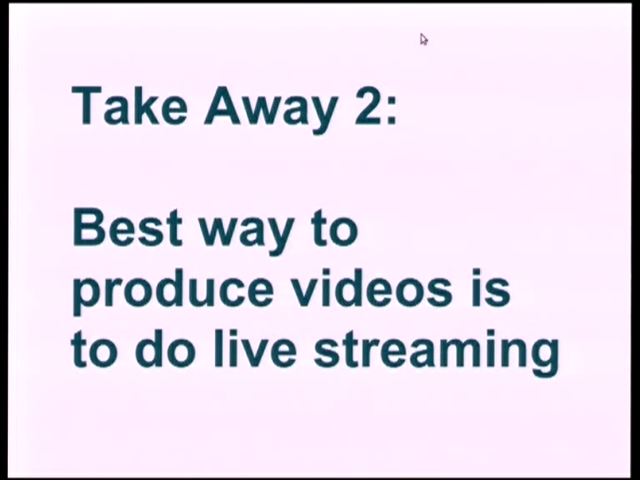 Take Away 2:
Best way to
produce videos is
to do live streaming